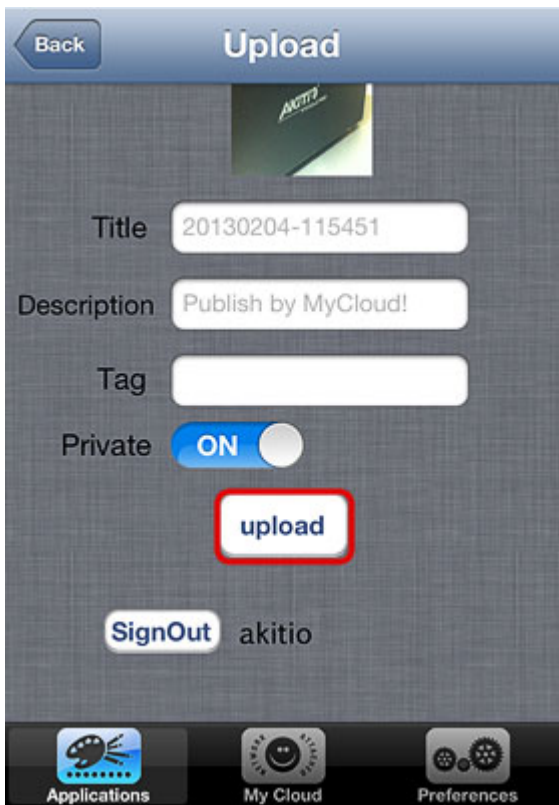 Back
Upload
AKiTiO
Title 20130204-115451
Description Publish by MyCloud!
Tag
Private ON
upload
SignOut akitio
Applications My Cloud Preferences